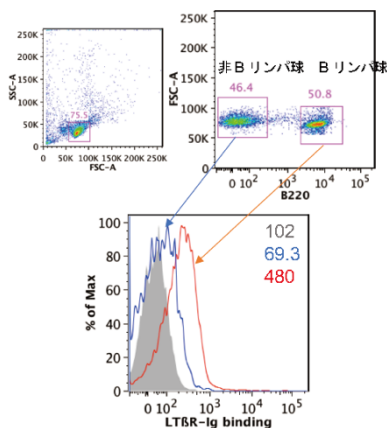 250K
200K
150K
100K
50K
0
SSC-A
75.5
0 50K 100K 150K 200K 250K
FSC-A
非Bリンパ球 Bリンパ球
46.4 50.8
250K
200K
150K
100K
50K
0
FSC-A
0 10² 10³ 10⁴ 10⁵
B220
100
80
60
40
20
0
% of Max
102
69.3
480
0 10² 10³ 10⁴ 10⁵
LTßR-Ig binding